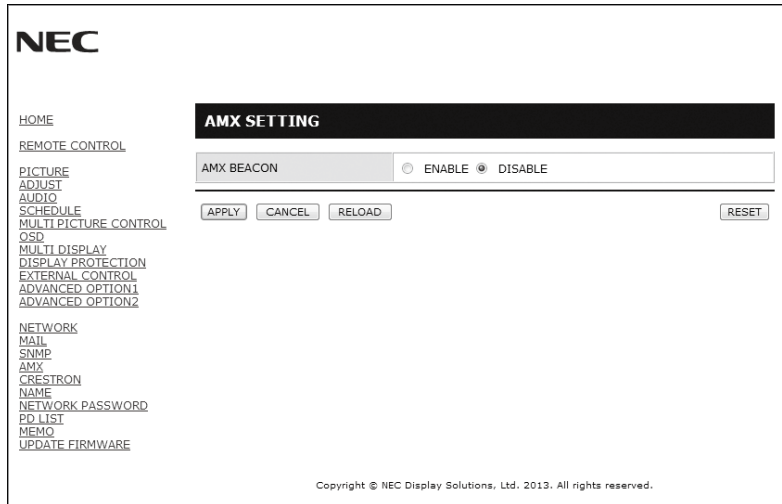 NEC
HOME
REMOTE CONTROL
PICTURE
ADJUST
AUDIO
SCHEDULE
MULTI PICTURE CONTROL
OSD
MULTI DISPLAY
DISPLAY PROTECTION
EXTERNAL CONTROL
ADVANCED OPTION1
ADVANCED OPTION2
NETWORK
MAIL
SNMP
AMX
CRESTRON
NAME
NETWORK PASSWORD
PD LIST
MEMO
UPDATE FIRMWARE
AMX SETTING
AMX BEACON ENABLE DISABLE
APPLY CANCEL RELOAD RESET
Copyright © NEC Display Solutions, Ltd. 2013. All rights reserved.